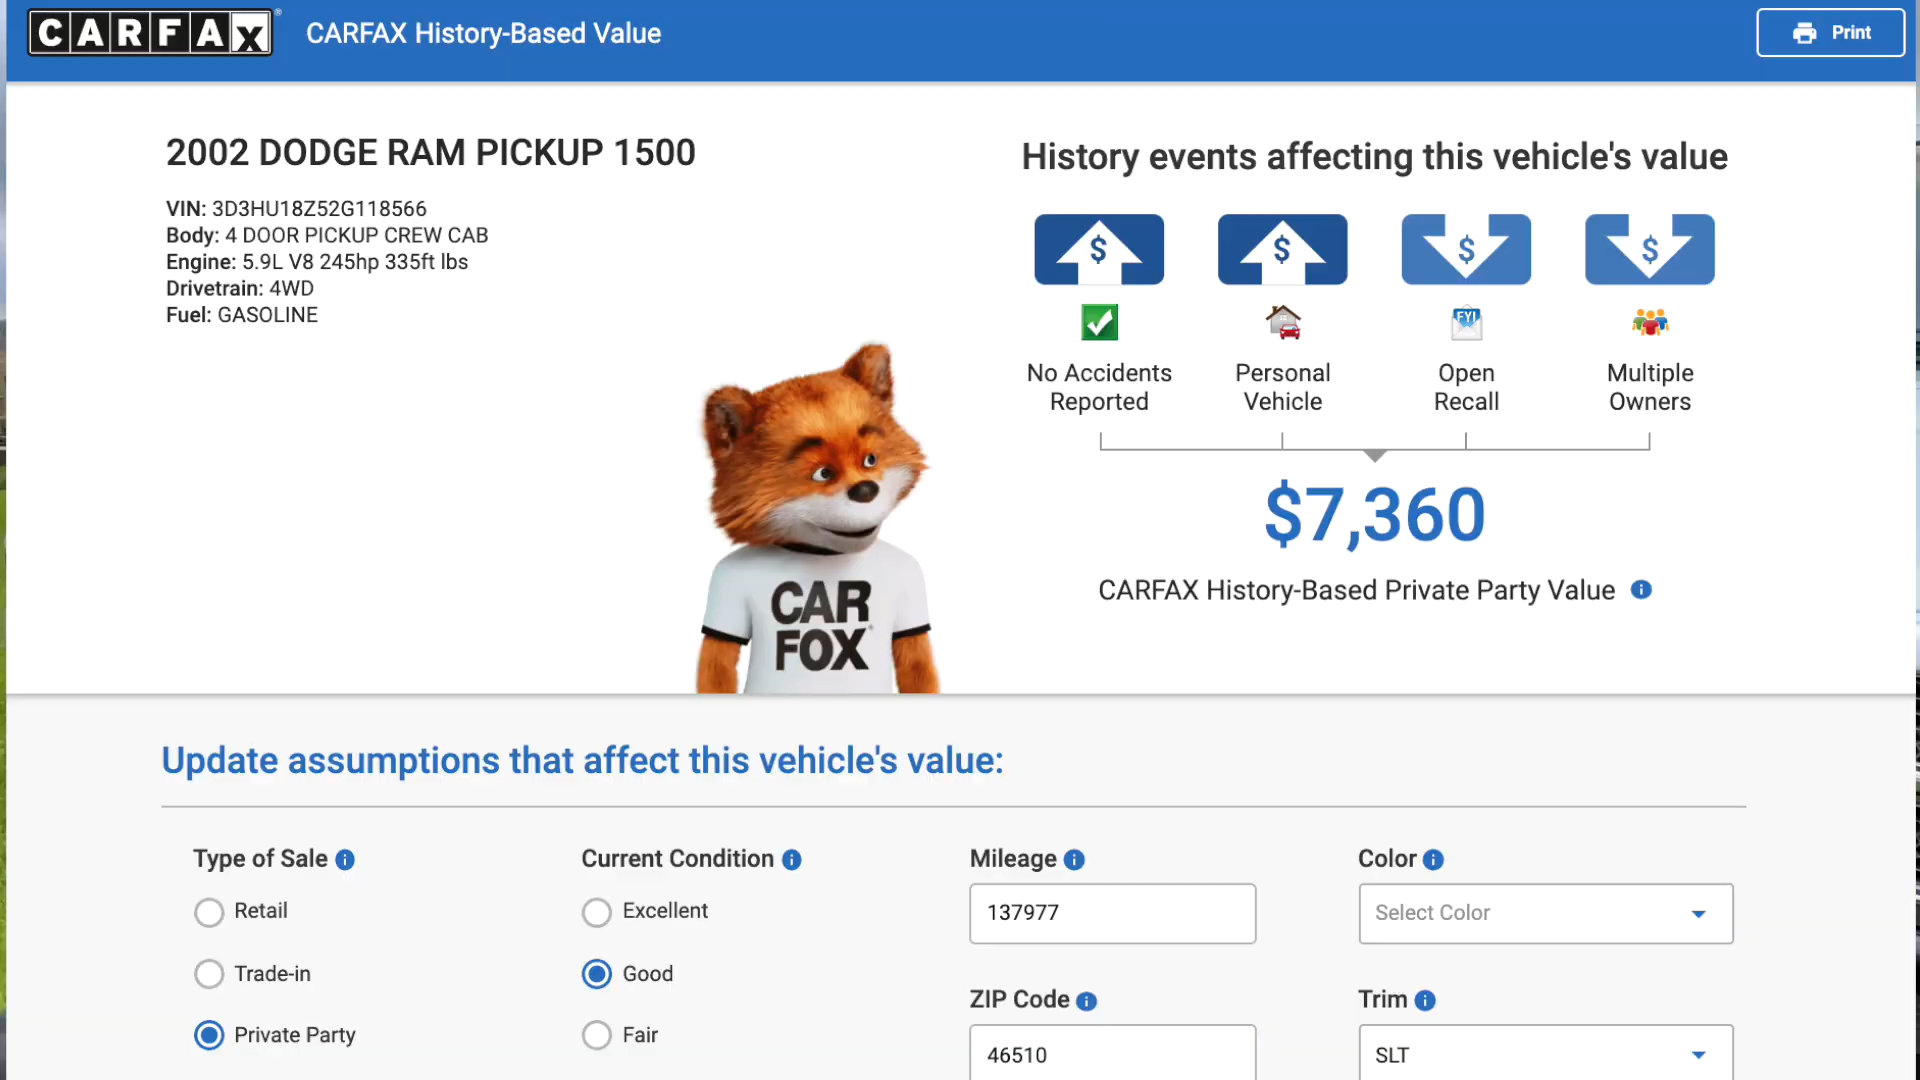 CARFAX
CARFAX History-Based Value
Print
2002 DODGE RAM PICKUP 1500
VIN: 3D3HU18Z52G118566
Body: 4 DOOR PICKUP CREW CAB
Engine: 5.9L V8 245hp 335ft lbs
Drivetrain: 4WD
Fuel: GASOLINE
CAR
FOX
History events affecting this vehicle's value
$ $ $ $
FYI
No Accidents
Reported
Personal
Vehicle
Open
Recall
Multiple
Owners
$7,360
CARFAX History-Based Private Party Value
Update assumptions that affect this vehicle's value:
Type of Sale
Retail
Trade-in
Private Party
Current Condition
Excellent
Good
Fair
Mileage
137977
ZIP Code
46510
Color
Select Color
Trim
SLT